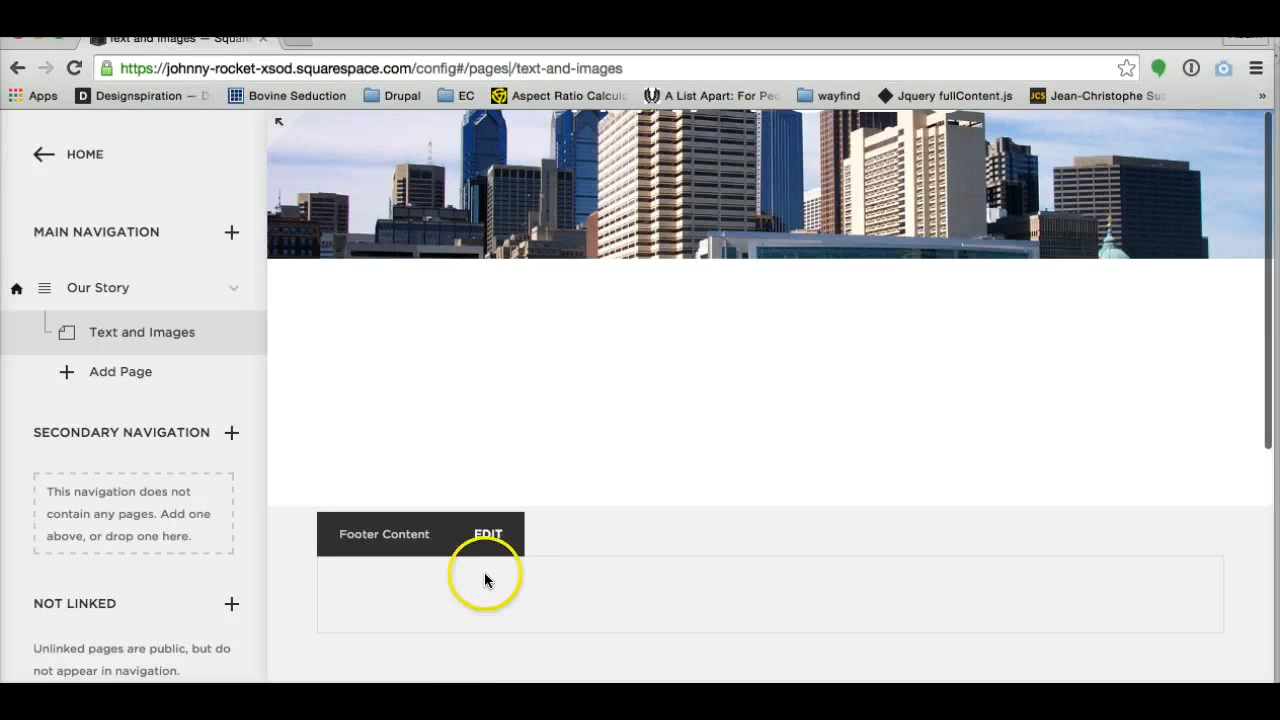 Text and Images — Squar
https://johnny-rocket-xsod.squarespace.com/config#/pages/text-and-images
Apps Designspiration — D Bovine Seduction Drupal EC Aspect Ratio Calcula A List Apart: For Peo wayfind Jquery fullContent.js JCS Jean-Christophe Su »
HOME
MAIN NAVIGATION
Our Story
Text and Images
Add Page
SECONDARY NAVIGATION
This navigation does not
contain any pages. Add one
above, or drop one here.
NOT LINKED
Unlinked pages are public, but do
not appear in navigation.
Footer Content EDIT